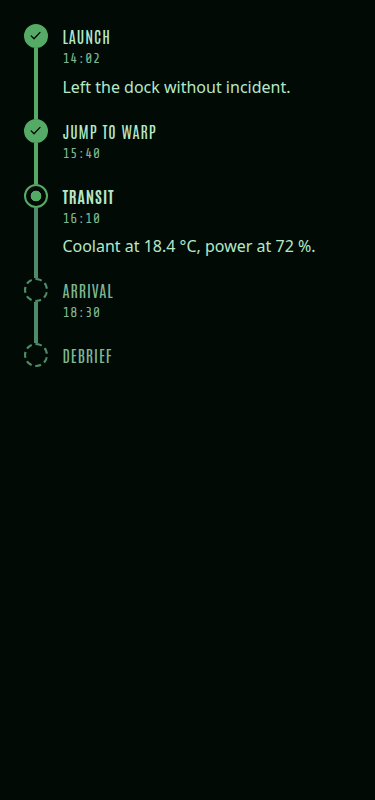 LAUNCH
14:02
Left the dock without incident.
JUMP TO WARP
15:40
TRANSIT
16:10
Coolant at 18.4 °C, power at 72 %.
ARRIVAL
18:30
DEBRIEF